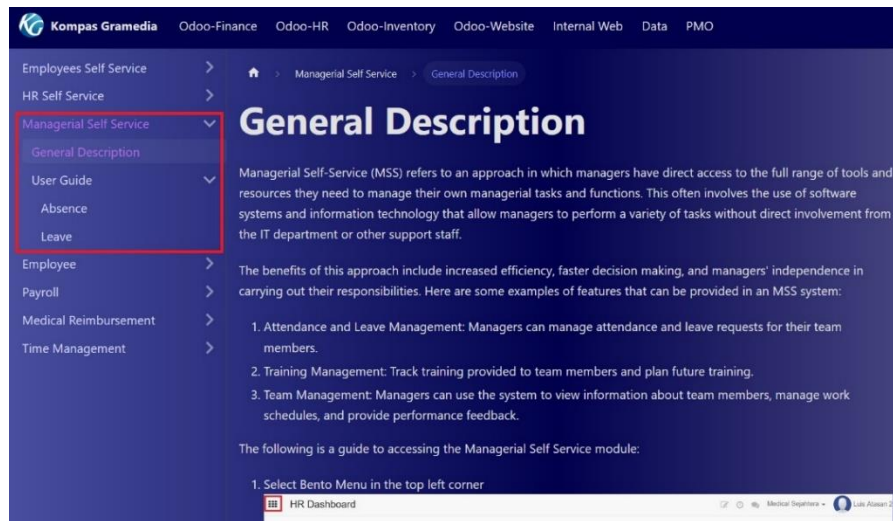 Kompas Gramedia Odoo-Finance Odoo-HR Odoo-Inventory Odoo-Website Internal Web Data PMO
Employees Self Service
HR Self Service
Managerial Self Service
General Description
User Guide
Absence
Leave
Employee
Payroll
Medical Reimbursement
Time Management
Managerial Self Service General Description
General Description
Managerial Self-Service (MSS) refers to an approach in which managers have direct access to the full range of tools and
resources they need to manage their own managerial tasks and functions. This often involves the use of software
systems and information technology that allow managers to perform a variety of tasks without direct involvement from
the IT department or other support staff.
The benefits of this approach include increased efficiency, faster decision making, and managers' independence in
carrying out their responsibilities. Here are some examples of features that can be provided in an MSS system:
1. Attendance and Leave Management: Managers can manage attendance and leave requests for their team
members.
2. Training Management: Track training provided to team members and plan future training.
3. Team Management: Managers can use the system to view information about team members, manage work
schedules, and provide performance feedback.
The following is a guide to accessing the Managerial Self Service module:
1. Select Bento Menu in the top left corner
HR Dashboard Medical Sejahtera